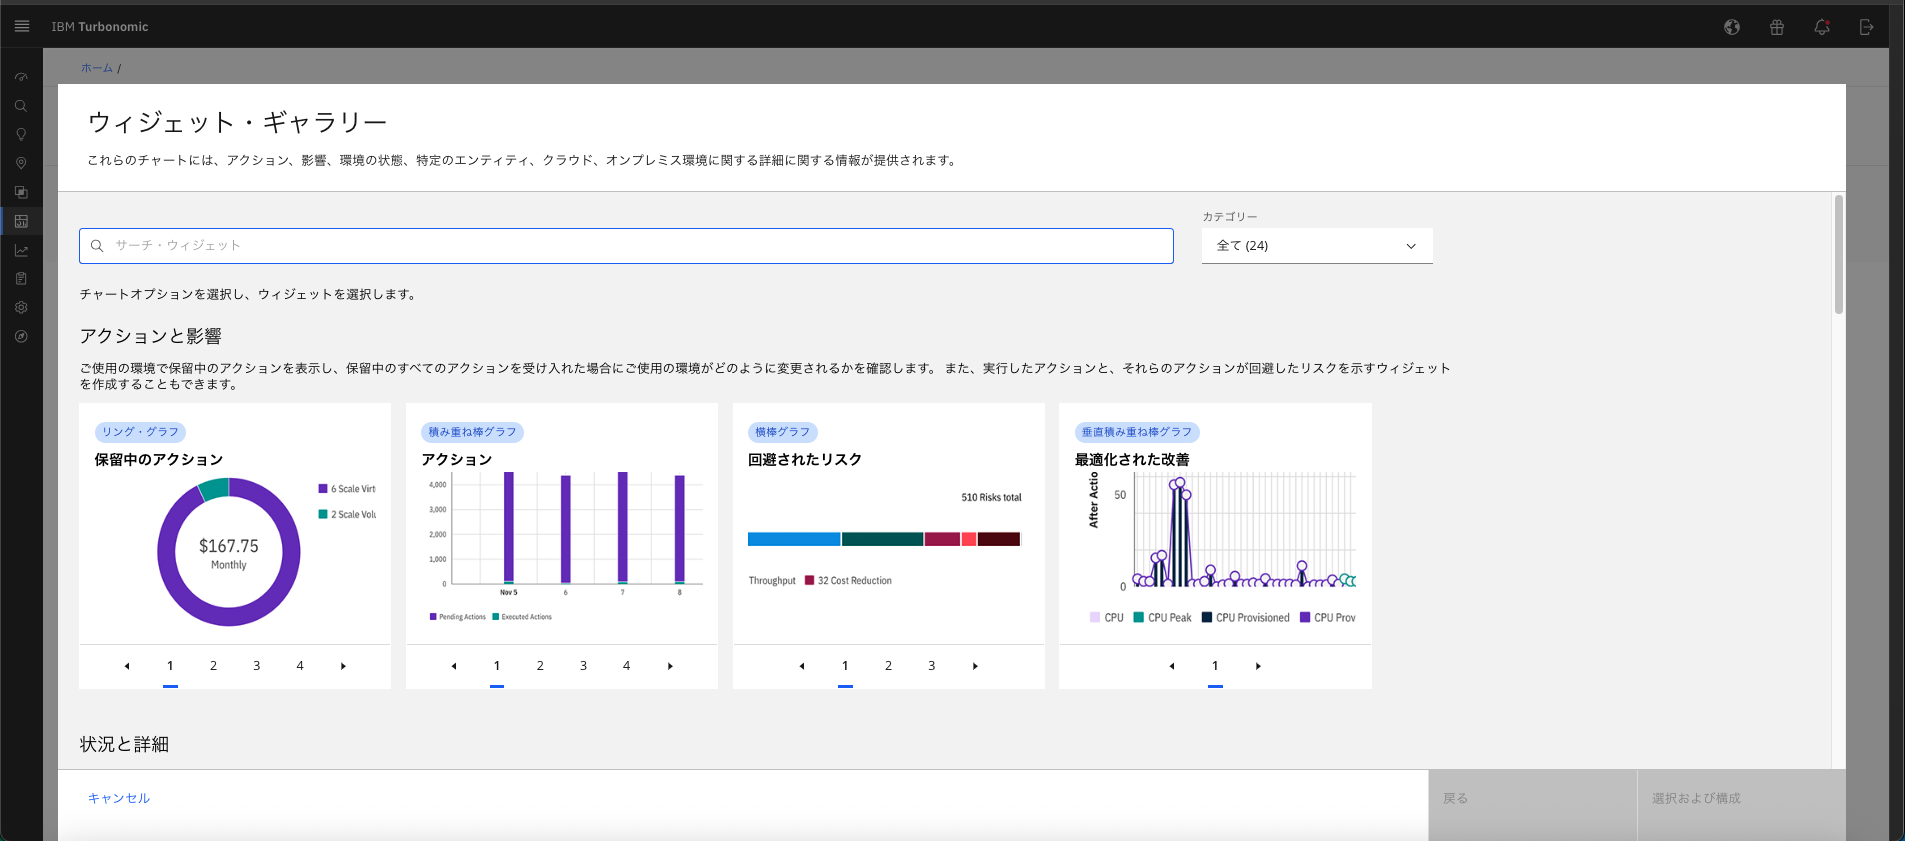 IBM Turbonomic
ホーム /
ウィジェット・ギャラリー
これらのチャートには、アクション、影響、環境の状態、特定のエンティティ、クラウド、オンプレミス環境に関する詳細に関する情報が提供されます。
カテゴリー
サーチ・ウィジェット
全て (24)
チャートオプションを選択し、ウィジェットを選択します。
アクションと影響
ご使用の環境で保留中のアクションを表示し、保留中のすべてのアクションを受け入れた場合にご使用の環境がどのように変更されるかを確認します。 また、実行したアクションと、それらのアクションが回避したリスクを示すウィジェット
を作成することもできます。
リング・グラフ
保留中のアクション
6 Scale Virt
2 Scale Volu
$167.75
Monthly
1 2 3 4
積み重ね棒グラフ
アクション
4,000
3,000
2,000
1,000
0
Nov 5 6 7 8
Pending Actions Executed Actions
1 2 3 4
横棒グラフ
回避されたリスク
510 Risks total
Throughput 32 Cost Reduction
1 2 3
垂直積み重ね棒グラフ
最適化された改善
After Actio
50
0
CPU CPU Peak CPU Provisioned CPU Prov
1
状況と詳細
キャンセル
戻る
選択および構成